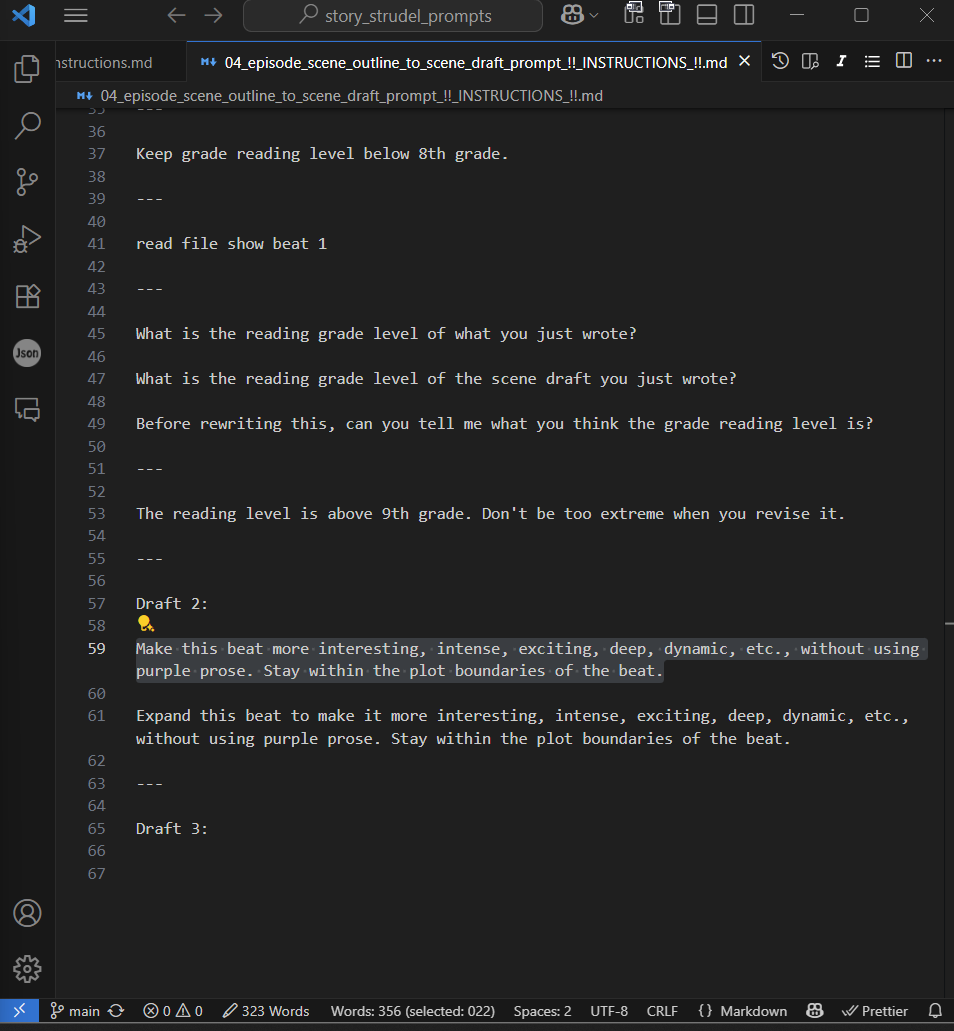 story_strudel_prompts
nstructions.md
04_episode_scene_outline_to_scene_draft_prompt_!!_INSTRUCTIONS_!!.md
04_episode_scene_outline_to_scene_draft_prompt_!!_INSTRUCTIONS_!!.md
35 ---
36
37 Keep grade reading level below 8th grade.
38
39 ---
40
41 read file show beat 1
42
43 ---
44
45 What is the reading grade level of what you just wrote?
46
47 What is the reading grade level of the scene draft you just wrote?
48
49 Before rewriting this, can you tell me what you think the grade reading level is?
50
51 ---
52
53 The reading level is above 9th grade. Don't be too extreme when you revise it.
54
55 ---
56
57 Draft 2:
58
59 Make this beat more interesting, intense, exciting, deep, dynamic, etc., without using
purple prose. Stay within the plot boundaries of the beat.
60
61 Expand this beat to make it more interesting, intense, exciting, deep, dynamic, etc.,
without using purple prose. Stay within the plot boundaries of the beat.
62
63 ---
64
65 Draft 3:
66
67
Json
main 0 0 323 Words Words: 356 (selected: 022) Spaces: 2 UTF-8 CRLF {} Markdown Prettier